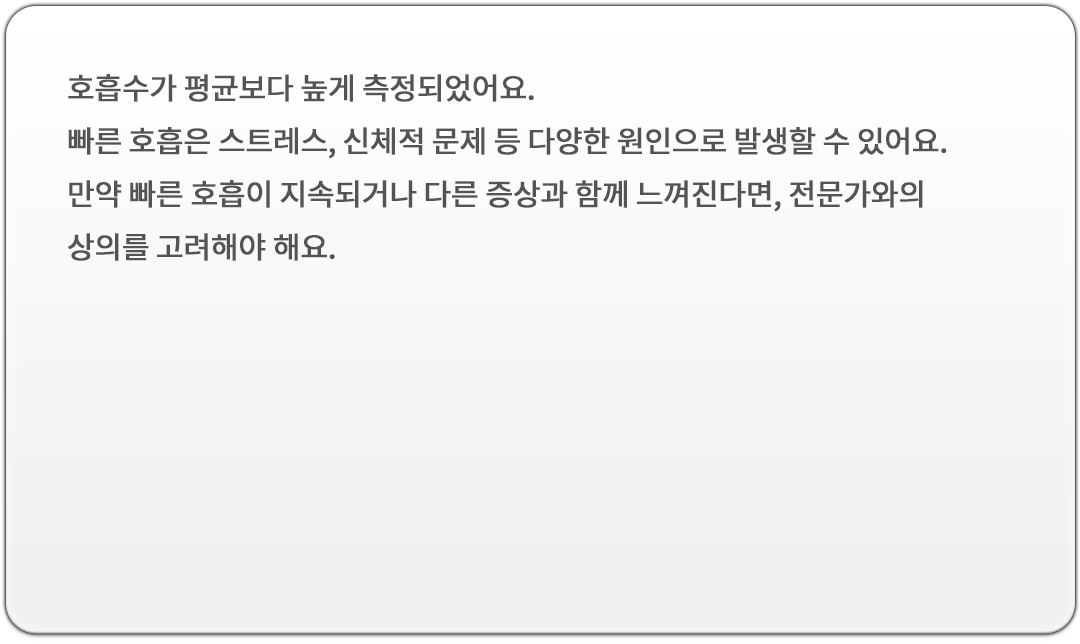 호흡수가 평균보다 높게 측정되었어요.
빠른 호흡은 스트레스, 신체적 문제 등 다양한 원인으로 발생할 수 있어요.
만약 빠른 호흡이 지속되거나 다른 증상과 함께 느껴진다면, 전문가와의
상의를 고려해야 해요.